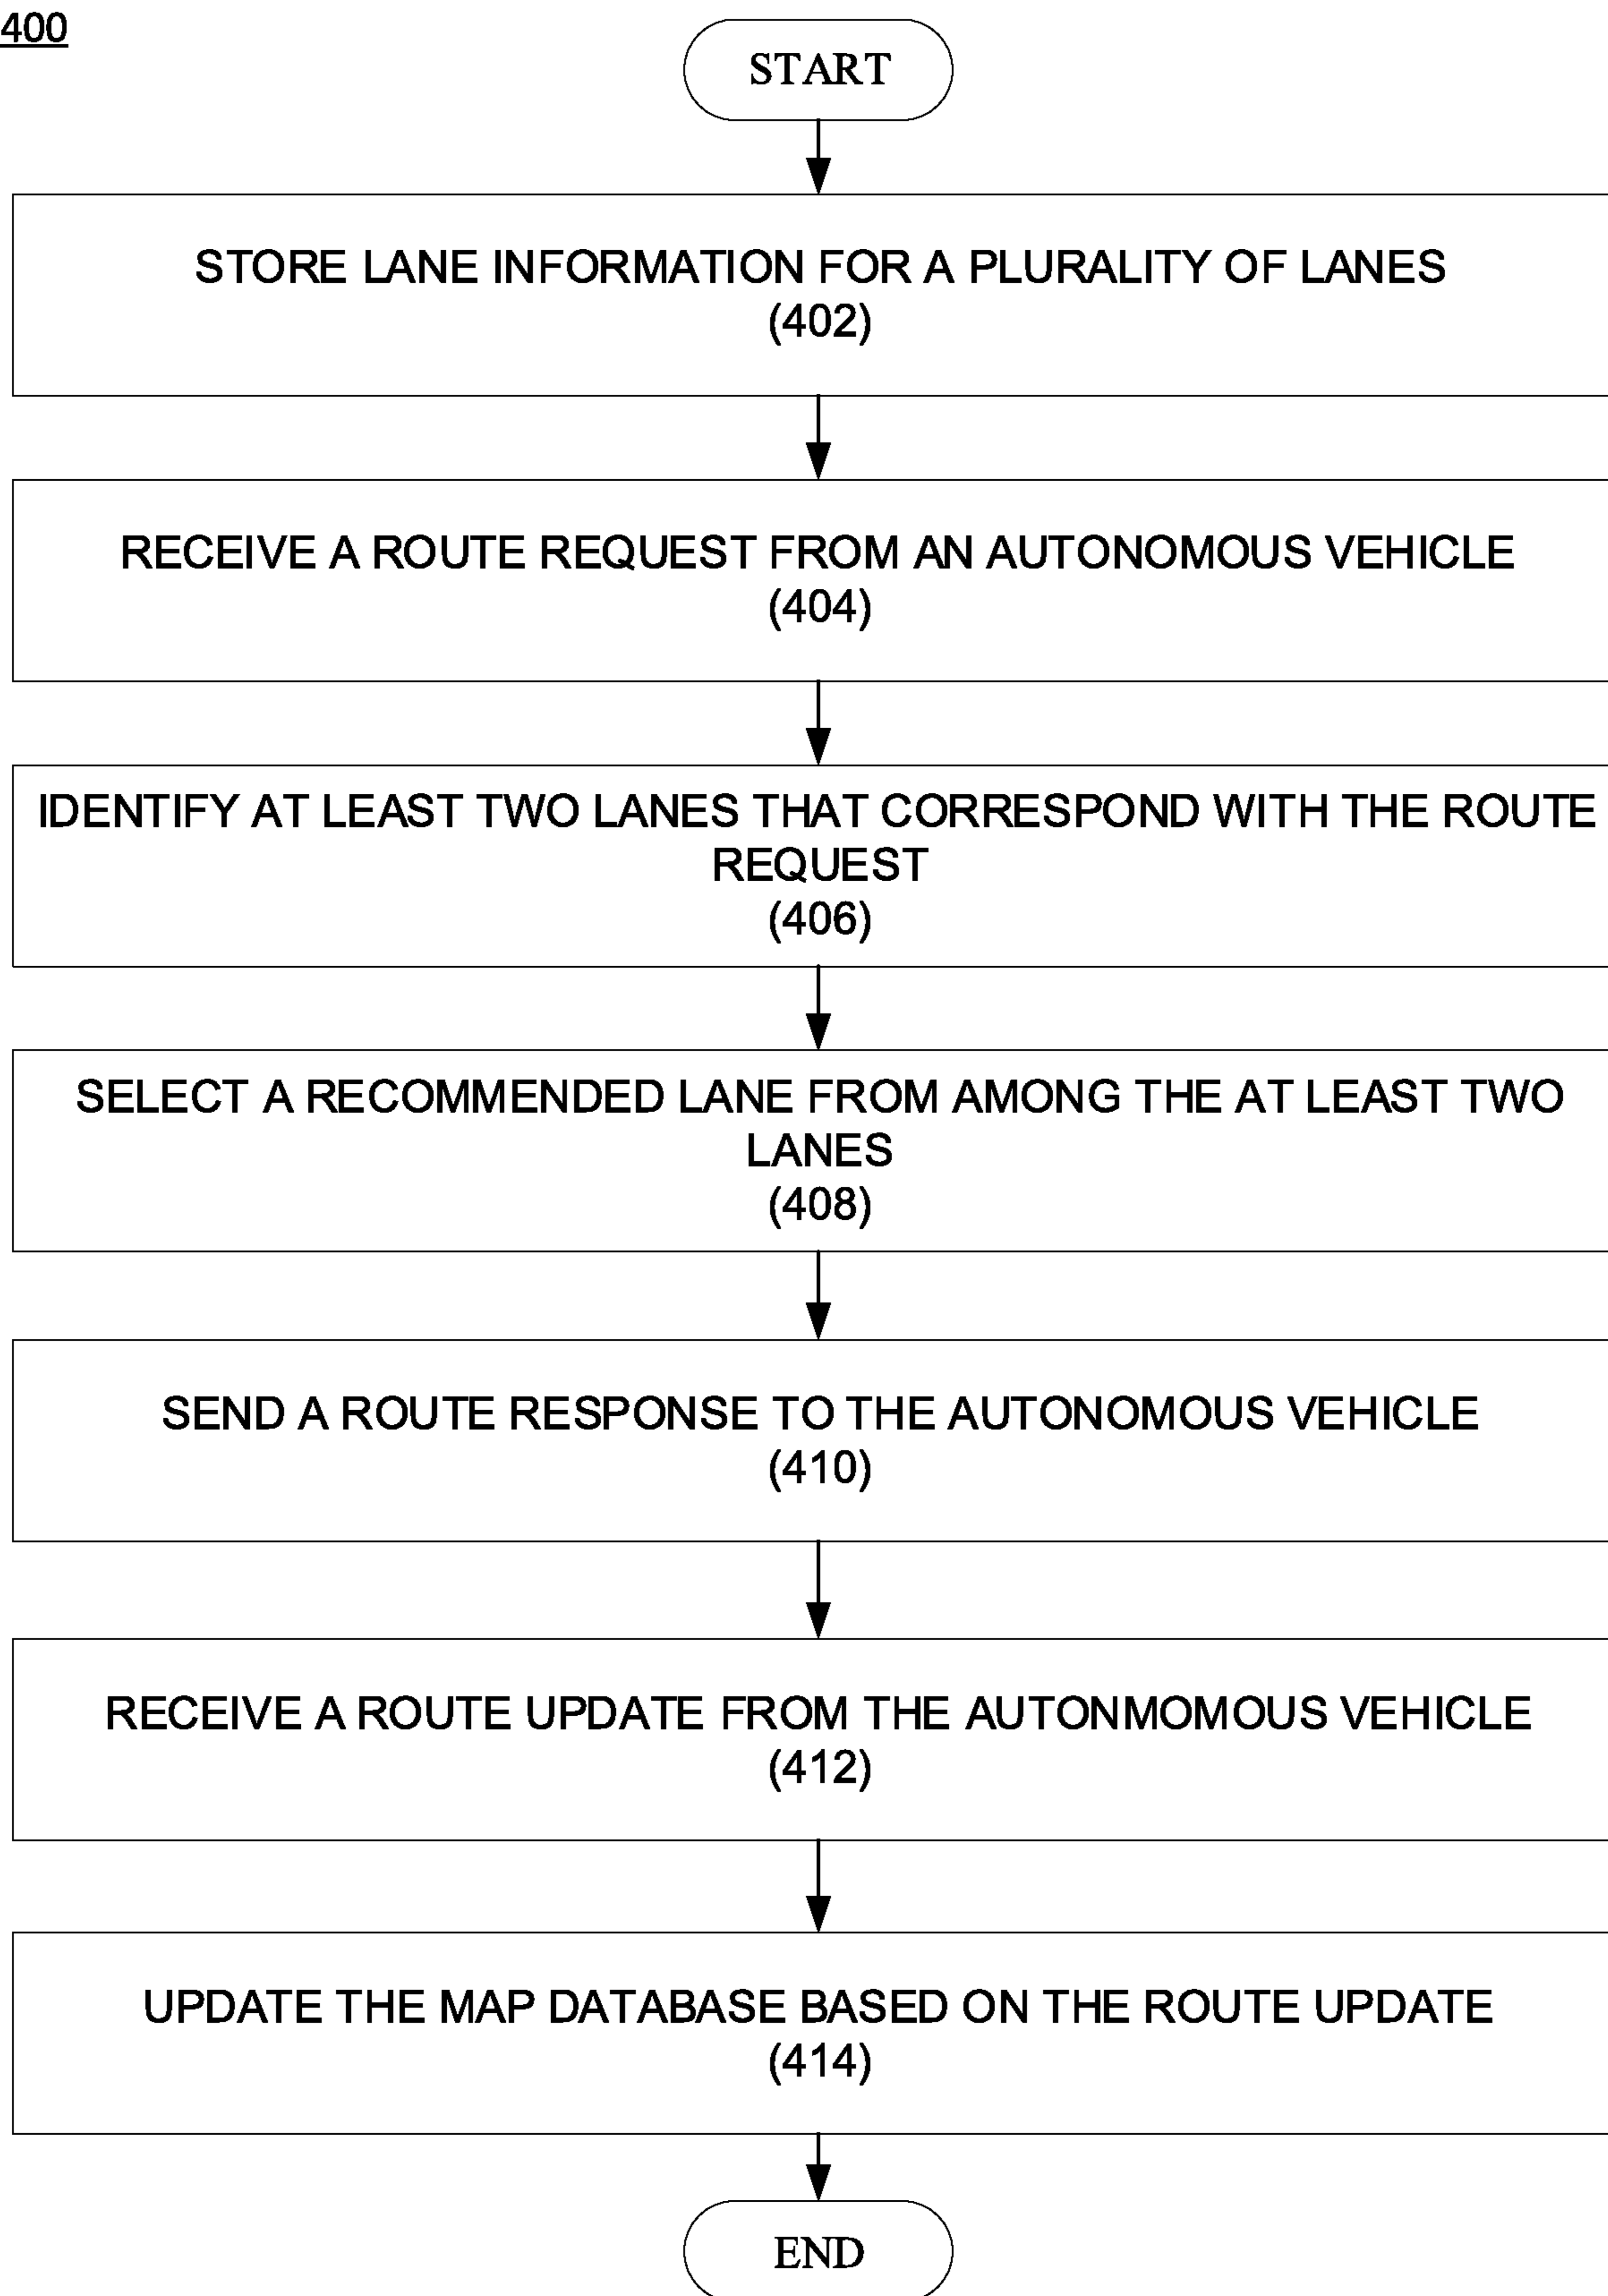 400
START
STORE LANE INFORMATION FOR A PLURALITY OF LANES
(402)
RECEIVE A ROUTE REQUEST FROM AN AUTONOMOUS VEHICLE
(404)
IDENTIFY AT LEAST TWO LANES THAT CORRESPOND WITH THE ROUTE
REQUEST
(406)
SELECT A RECOMMENDED LANE FROM AMONG THE AT LEAST TWO
LANES
(408)
SEND A ROUTE RESPONSE TO THE AUTONOMOUS VEHICLE
(410)
RECEIVE A ROUTE UPDATE FROM THE AUTONMOMOUS VEHICLE
(412)
UPDATE THE MAP DATABASE BASED ON THE ROUTE UPDATE
(414)
END